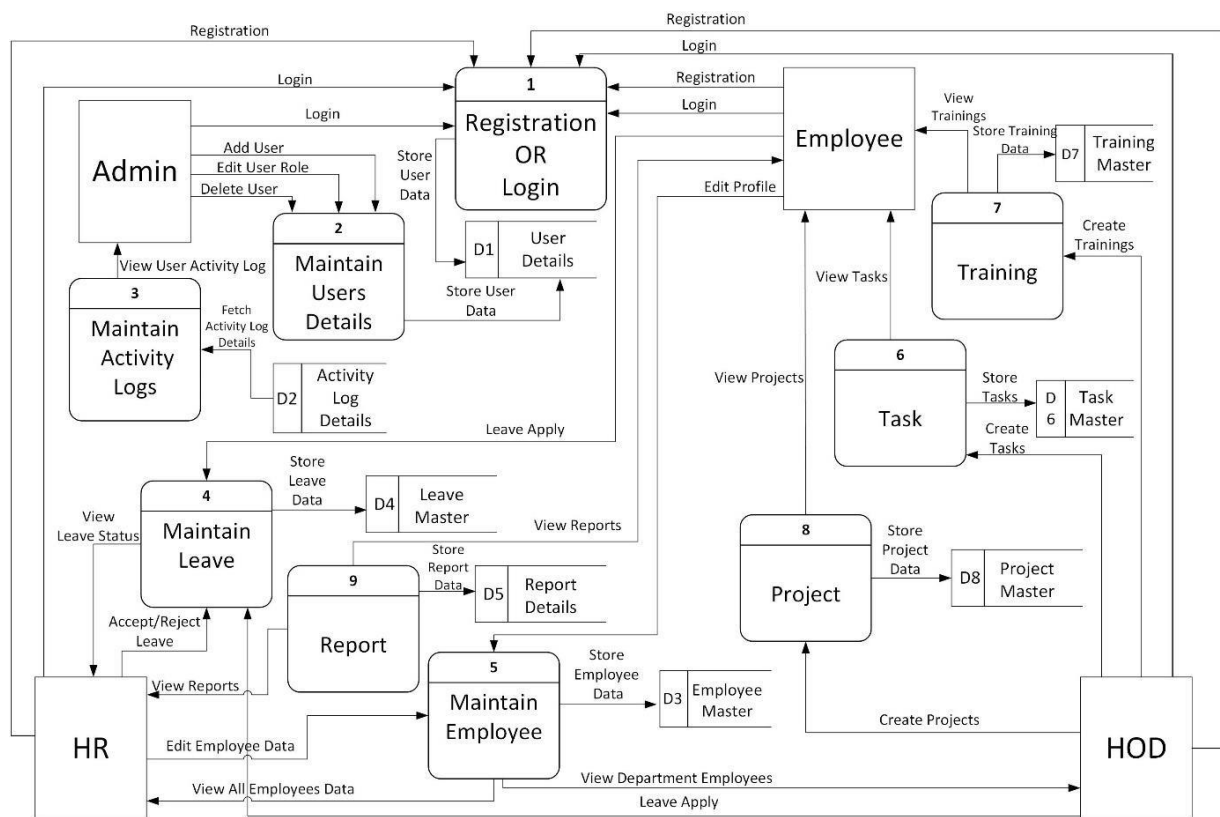 Registration
Registration
Login
Login
1
Registration
OR
Login
Registration
Login
Login
Employee
View
Trainings
Store Training
Data
D7
Training
Master
Admin
Add User
Edit User Role
Delete User
Store
User
Data
Edit Profile
7
Training
Create
Trainings
2
Maintain
Users
Details
D1
User
Details
View User Activity Log
Store User
Data
View Tasks
3
Maintain
Activity
Logs
Fetch
Activity Log
Details
D2
Activity
Log
Details
6
Task
Store
Tasks
D
6
Task
Master
Create
Tasks
View Projects
Leave Apply
4
Maintain
Leave
Store
Leave
Data
D4
Leave
Master
View
Leave Status
View Reports
8
Project
Store
Project
Data
D8
Project
Master
9
Report
Store
Report
Data
D5
Report
Details
Accept/Reject
Leave
5
Maintain
Employee
Store
Employee
Data
D3
Employee
Master
View Reports
HR
Edit Employee Data
Create Projects
HOD
View All Employees Data
View Department Employees
Leave Apply